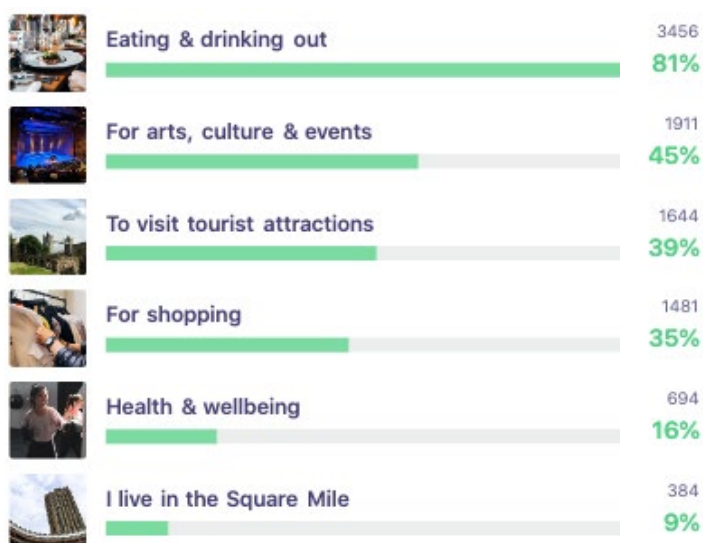 Eating & drinking out
3456
81%
For arts, culture & events
1911
45%
To visit tourist attractions
1644
39%
For shopping
1481
35%
Health & wellbeing
694
16%
I live in the Square Mile
384
9%